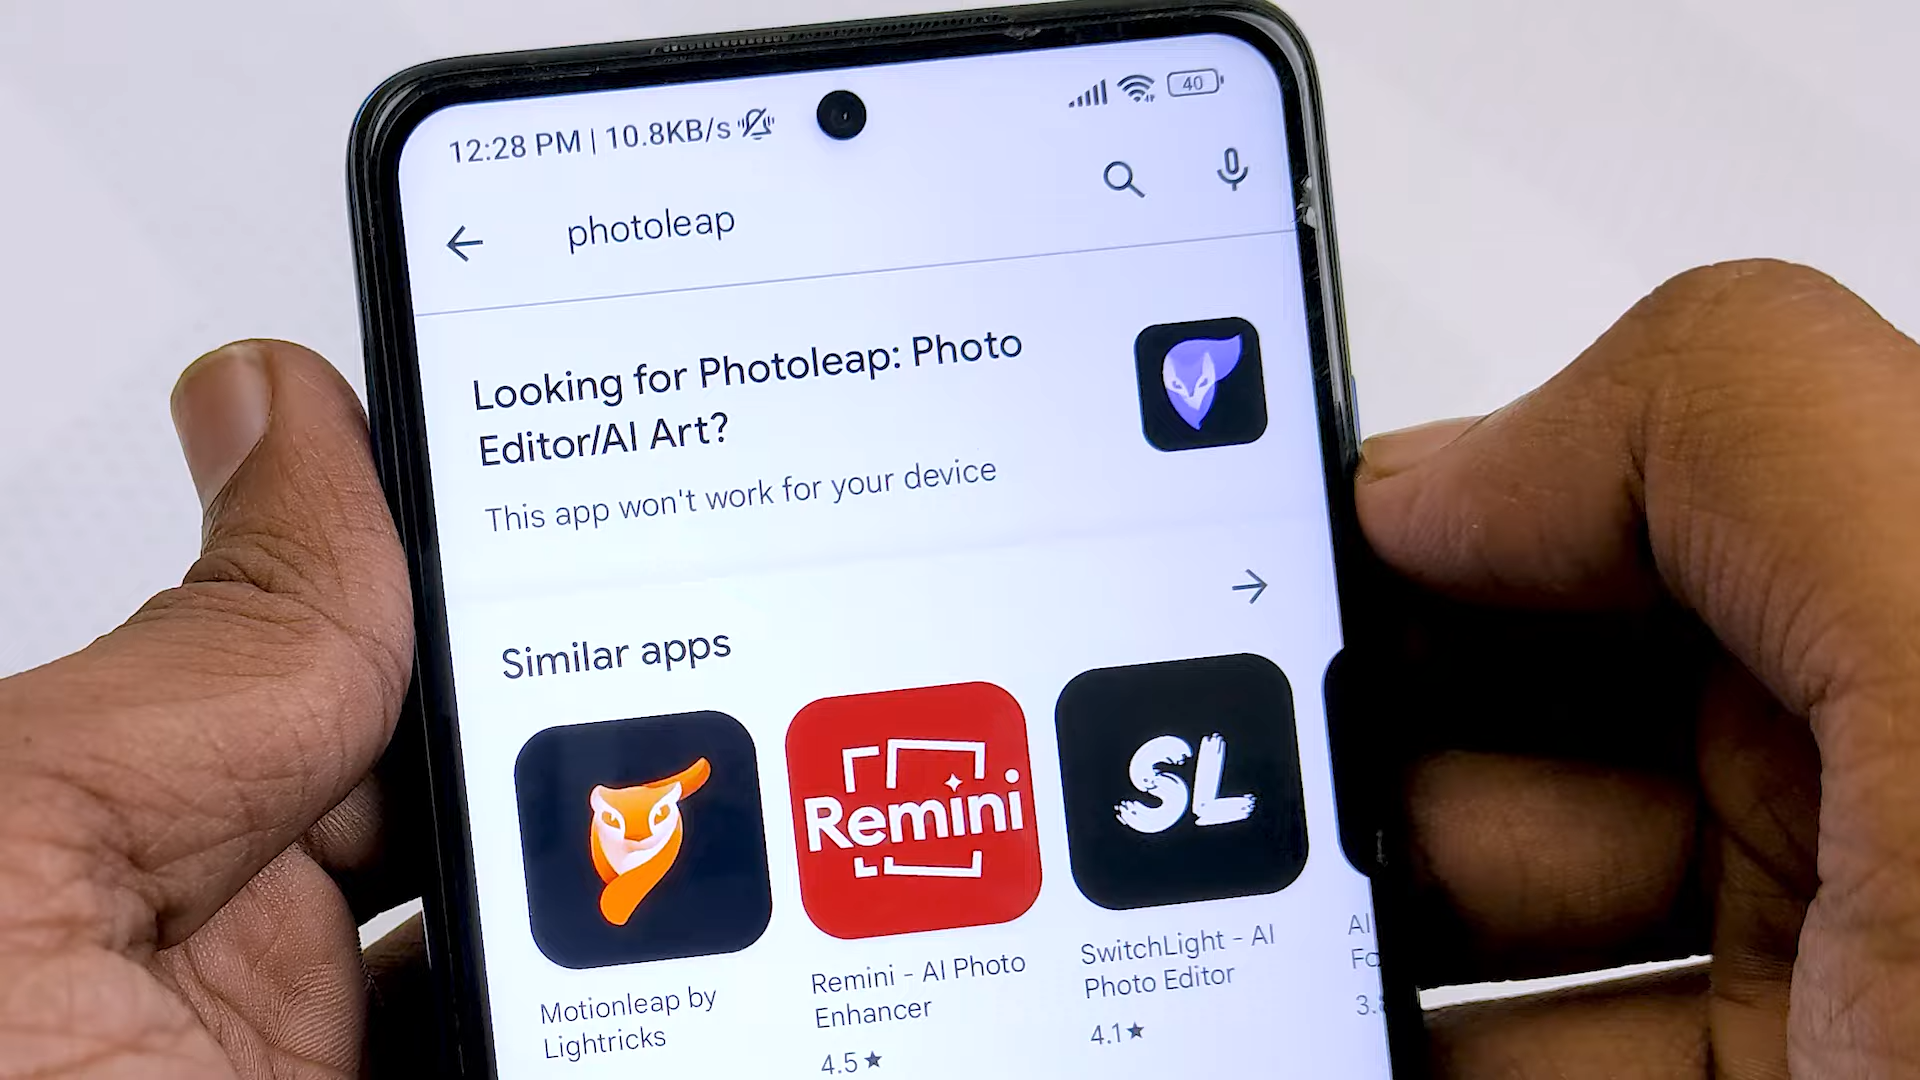 12:28 PM | 10.8KB/s
40
photoleap
Looking for Photoleap: Photo
Editor/AI Art?
This app won't work for your device
Similar apps
Remini
SL
Motionleap by
Lightricks
Remini - AI Photo
Enhancer
4.5★
SwitchLight - AI
Photo Editor
4.1★
AI